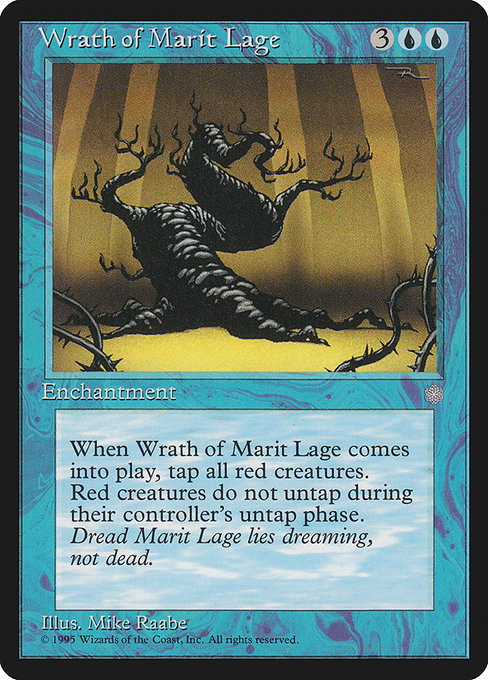 Wrath of Marit Lage 3
Enchantment
When Wrath of Marit Lage comes
into play, tap all red creatures.
Red creatures do not untap during
their controller's untap phase.
Dread Marit Lage lies dreaming,
not dead.
Illus. Mike Raabe
© 1995 Wizards of the Coast, Inc. All rights reserved.